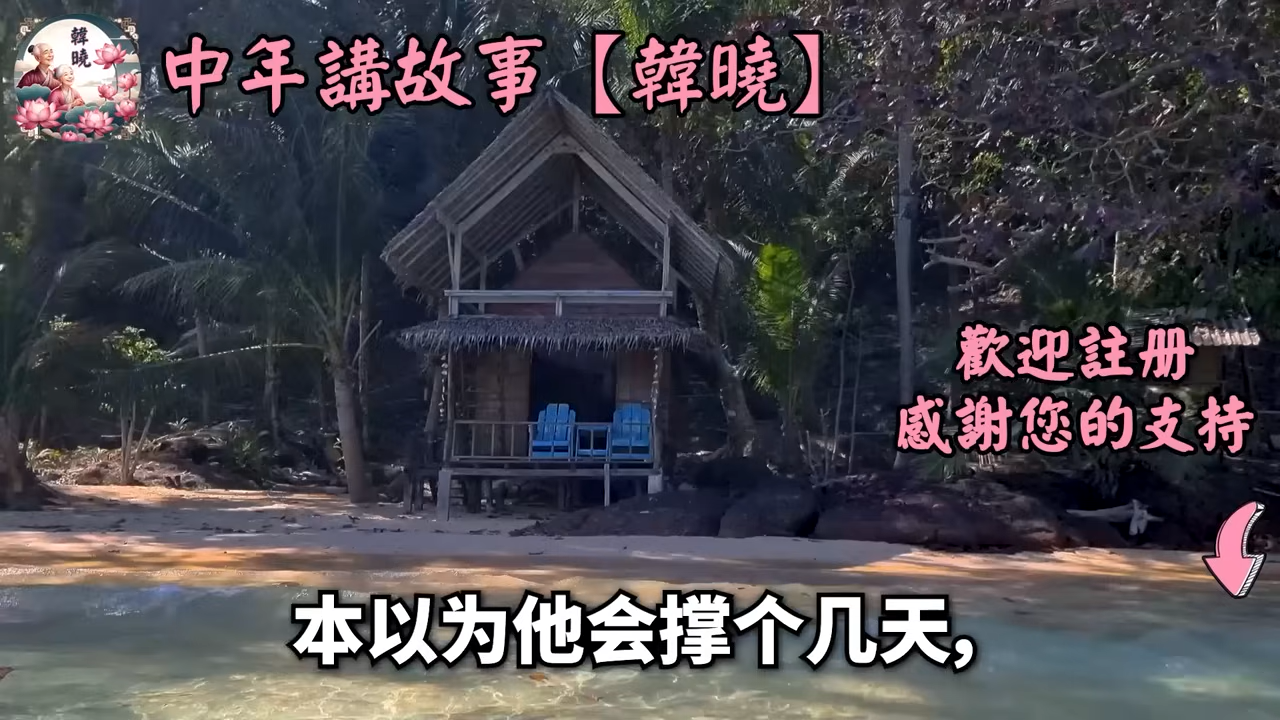 韓
曉
中年講故事【韓曉】
歡迎註册
感謝您的支持
本以为他会撑个几天,